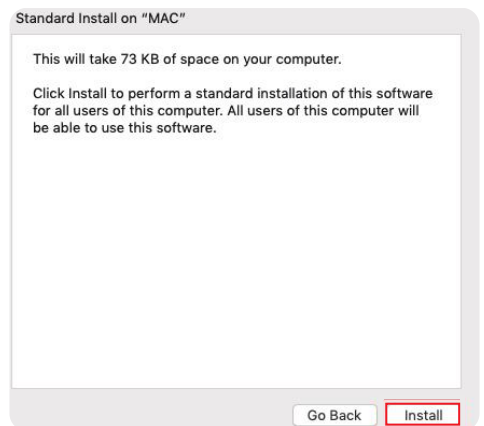 Standard Install on “MAC”
This will take 73 KB of space on your computer.
Click Install to perform a standard installation of this software
for all users of this computer. All users of this computer will
be able to use this software.
Go Back
Install